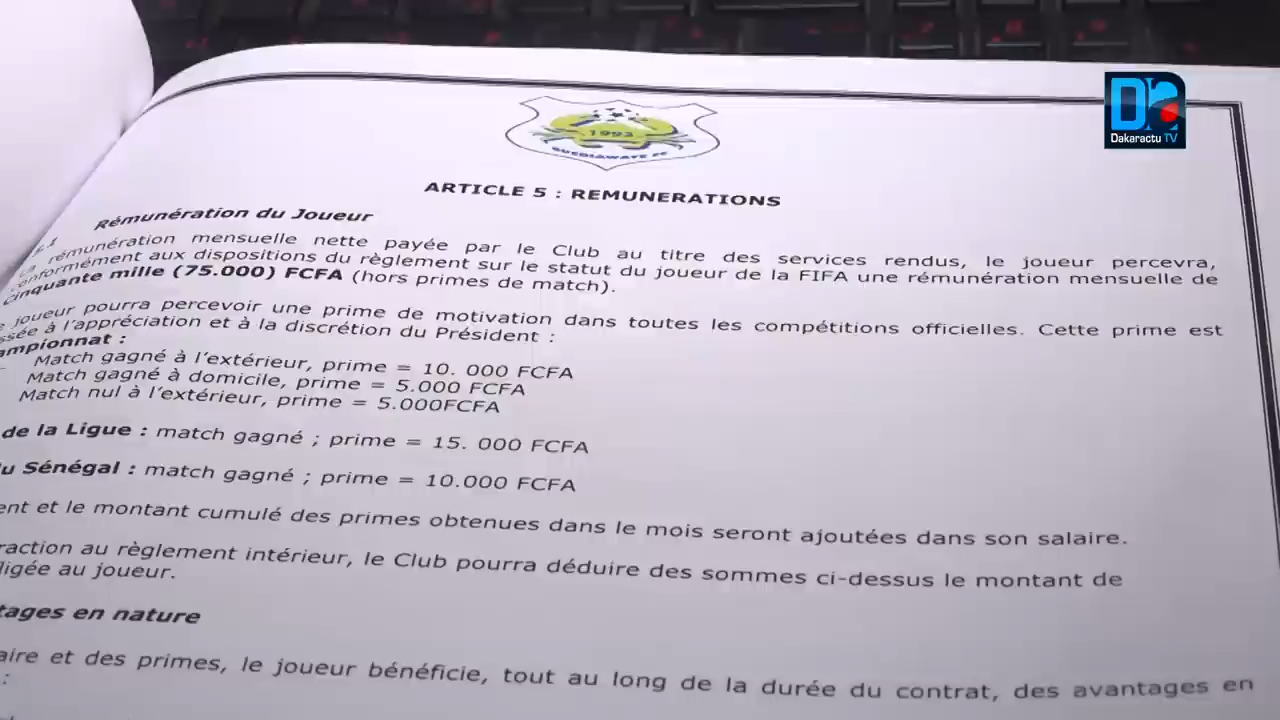 1993
GUEDIAWAYE FC
Dakaractu TV
ARTICLE 5 : REMUNERATIONS
Rémunération du Joueur
rémunération mensuelle nette payée par le Club au titre des services rendus, le joueur percevra,
conformément aux dispositions du règlement sur le statut du joueur de la FIFA une rémunération mensuelle de
Cinquante mille (75.000) FCFA (hors primes de match).
joueur pourra percevoir une prime de motivation dans toutes les compétitions officielles. Cette prime est
ssée à l'appréciation et à la discrétion du Président :
ampionnat :
Match gagné à l'extérieur, prime = 10. 000 FCFA
Match gagné à domicile, prime = 5.000 FCFA
Match nul à l'extérieur, prime = 5.000FCFA
de la Ligue : match gagné ; prime = 15. 000 FCFA
u Sénégal : match gagné ; prime = 10.000 FCFA
ent et le montant cumulé des primes obtenues dans le mois seront ajoutées dans son salaire.
raction au règlement intérieur, le Club pourra déduire des sommes ci-dessus le montant de
ligée au joueur.
tages en nature
aire et des primes, le joueur bénéficie, tout au long de la durée du contrat, des avantages en
: